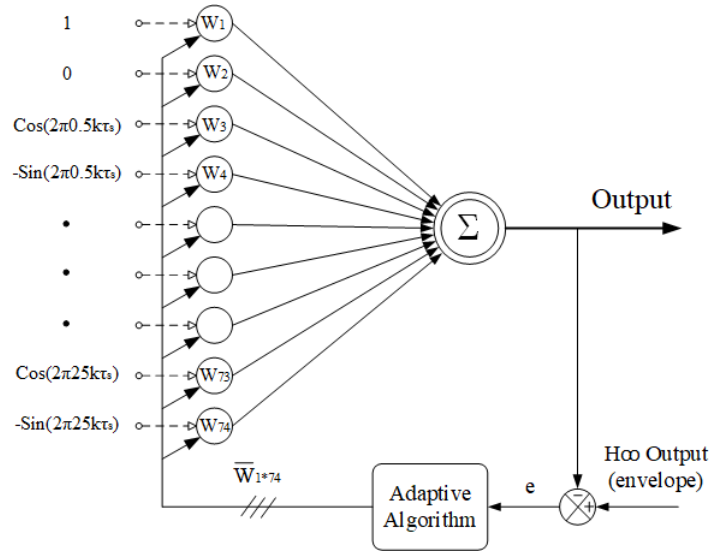 1
W1
0
W2
Cos(2π0.5kτs)
W3
-Sin(2π0.5kτs)
W4
Σ
Output
Cos(2π25kτs)
W73
-Sin(2π25kτs)
W74
W̅1*74
Adaptive
Algorithm
e
-
+
H∞ Output
(envelope)